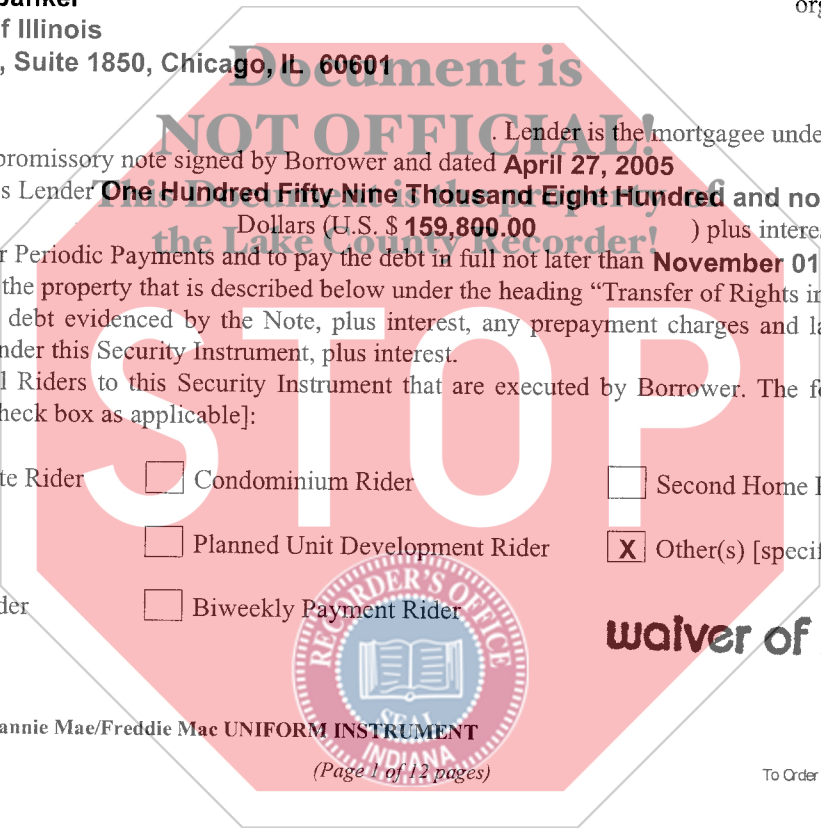 banker
org
f Illinois
, Suite 1850, Chicago, IL 60601
Document is
NOT OFFICIAL!
. Lender is the mortgagee unde
promissory note signed by Borrower and dated April 27, 2005
s Lender One Hundred Fifty Nine Thousand Eight Hundred and no
This Document is the property of
Dollars (U.S. $ 159,800.00 ) plus intere
the Lake County Recorder!
r Periodic Payments and to pay the debt in full not later than November 01
the property that is described below under the heading “Transfer of Rights in
debt evidenced by the Note, plus interest, any prepayment charges and la
nder this Security Instrument, plus interest.
l Riders to this Security Instrument that are executed by Borrower. The fo
heck box as applicable]:
STOP
te Rider Condominium Rider Second Home
Planned Unit Development Rider X Other(s) [specif
der Biweekly Payment Rider
waiver of
RECORDER'S OFFICE
SEAL
INDIANA
annie Mae/Freddie Mac UNIFORM INSTRUMENT
(Page 1 of 12 pages)
To Order